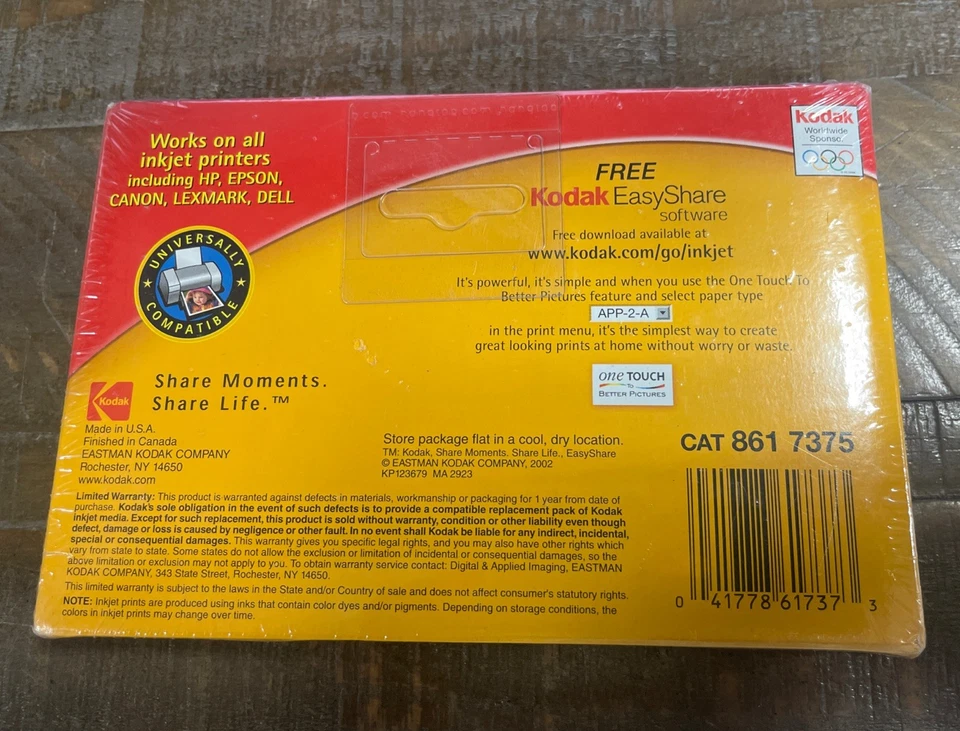 Works on all
inkjet printers
including HP, EPSON,
CANON, LEXMARK, DELL
UNIVERSALLY
COMPATIBLE
Kodak
Worldwide
Sponsor
FREE
Kodak EasyShare
software
Free download available at
www.kodak.com/go/inkjet
It's powerful, it's simple and when you use the One Touch To
Better Pictures feature and select paper type
APP-2-A
in the print menu, it's the simplest way to create
great looking prints at home without worry or waste.
one TOUCH
TO
BETTER PICTURES
Kodak
Share Moments.
Share Life.™
Made in U.S.A.
Finished in Canada
EASTMAN KODAK COMPANY
Rochester, NY 14650
www.kodak.com
Store package flat in a cool, dry location.
TM: Kodak, Share Moments. Share Life., EasyShare
© EASTMAN KODAK COMPANY, 2002
KP123679 MA 2923
CAT 861 7375
Limited Warranty: This product is warranted against defects in materials, workmanship or packaging for 1 year from date of
purchase. Kodak's sole obligation in the event of such defects is to provide a compatible replacement pack of Kodak
inkjet media. Except for such replacement, this product is sold without warranty, condition or other liability even though
defect, damage or loss is caused by negligence or other fault. In no event shall Kodak be liable for any indirect, incidental,
special or consequential damages. This warranty gives you specific legal rights, and you may also have other rights which
vary from state to state. Some states do not allow the exclusion or limitation of incidental or consequential damages, so the
above limitation or exclusion may not apply to you. To obtain warranty service contact: Digital & Applied Imaging, EASTMAN
KODAK COMPANY, 343 State Street, Rochester, NY 14650.
This limited warranty is subject to the laws in the State and/or Country of sale and does not affect consumer's statutory rights.
NOTE: Inkjet prints are produced using inks that contain color dyes and/or pigments. Depending on storage conditions, the
colors in inkjet prints may change over time.
0 41778 61737 3